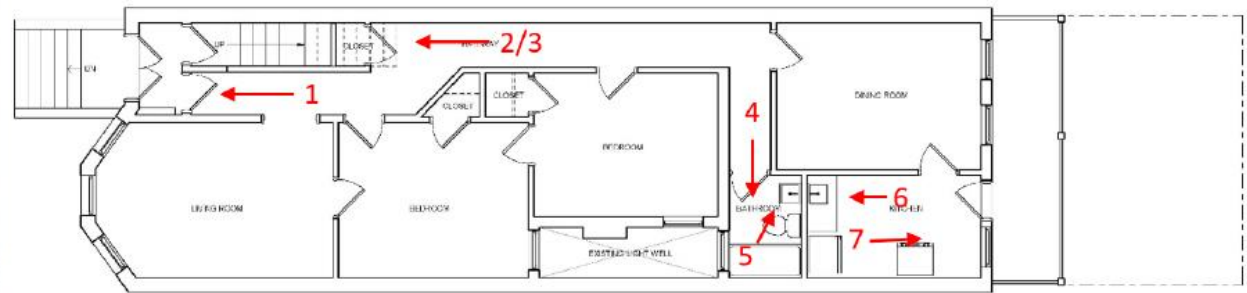 UP
CLOSET
2/3
DN
1
CLOSET
CLOSET
4
DINING ROOM
BEDROOM
LIVING ROOM
BEDROOM
BATHROOM
6
KITCHEN
7
5
EXISTING LIGHT WELL